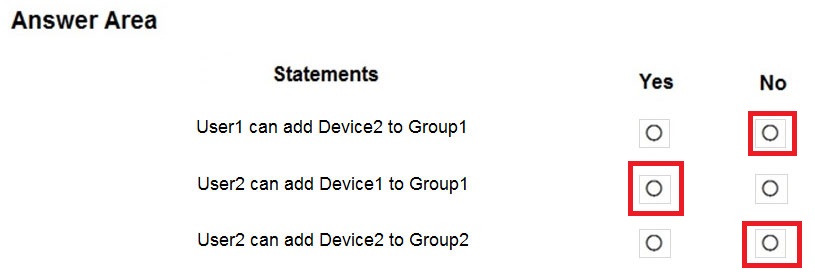 Answer Area
Statements Yes No
User1 can add Device2 to Group1
User2 can add Device1 to Group1
User2 can add Device2 to Group2